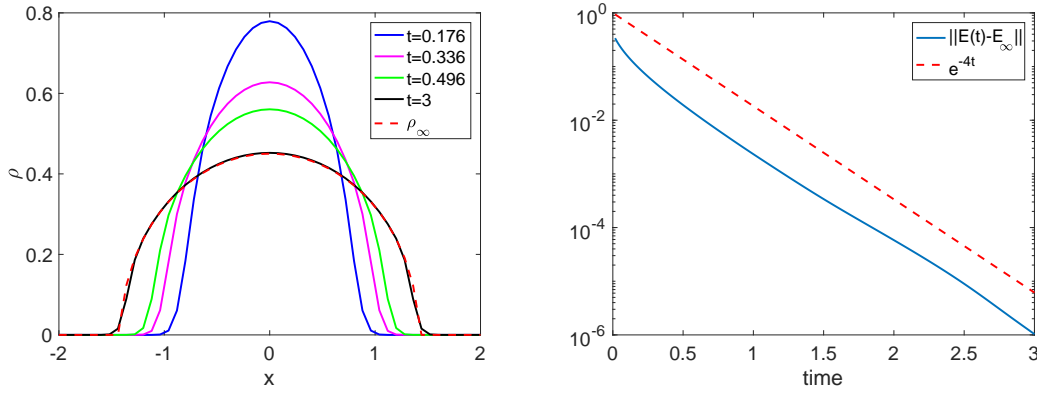 0.8
0.6
0.4
0.2
0
ρ
-2
-1
0
1
2
x
t=0.176
t=0.336
t=0.496
t=3
ρ∞
10⁰
10⁻²
10⁻⁴
10⁻⁶
0
0.5
1
1.5
2
2.5
3
time
||E(t)-E∞||
e⁻⁴ᵗ